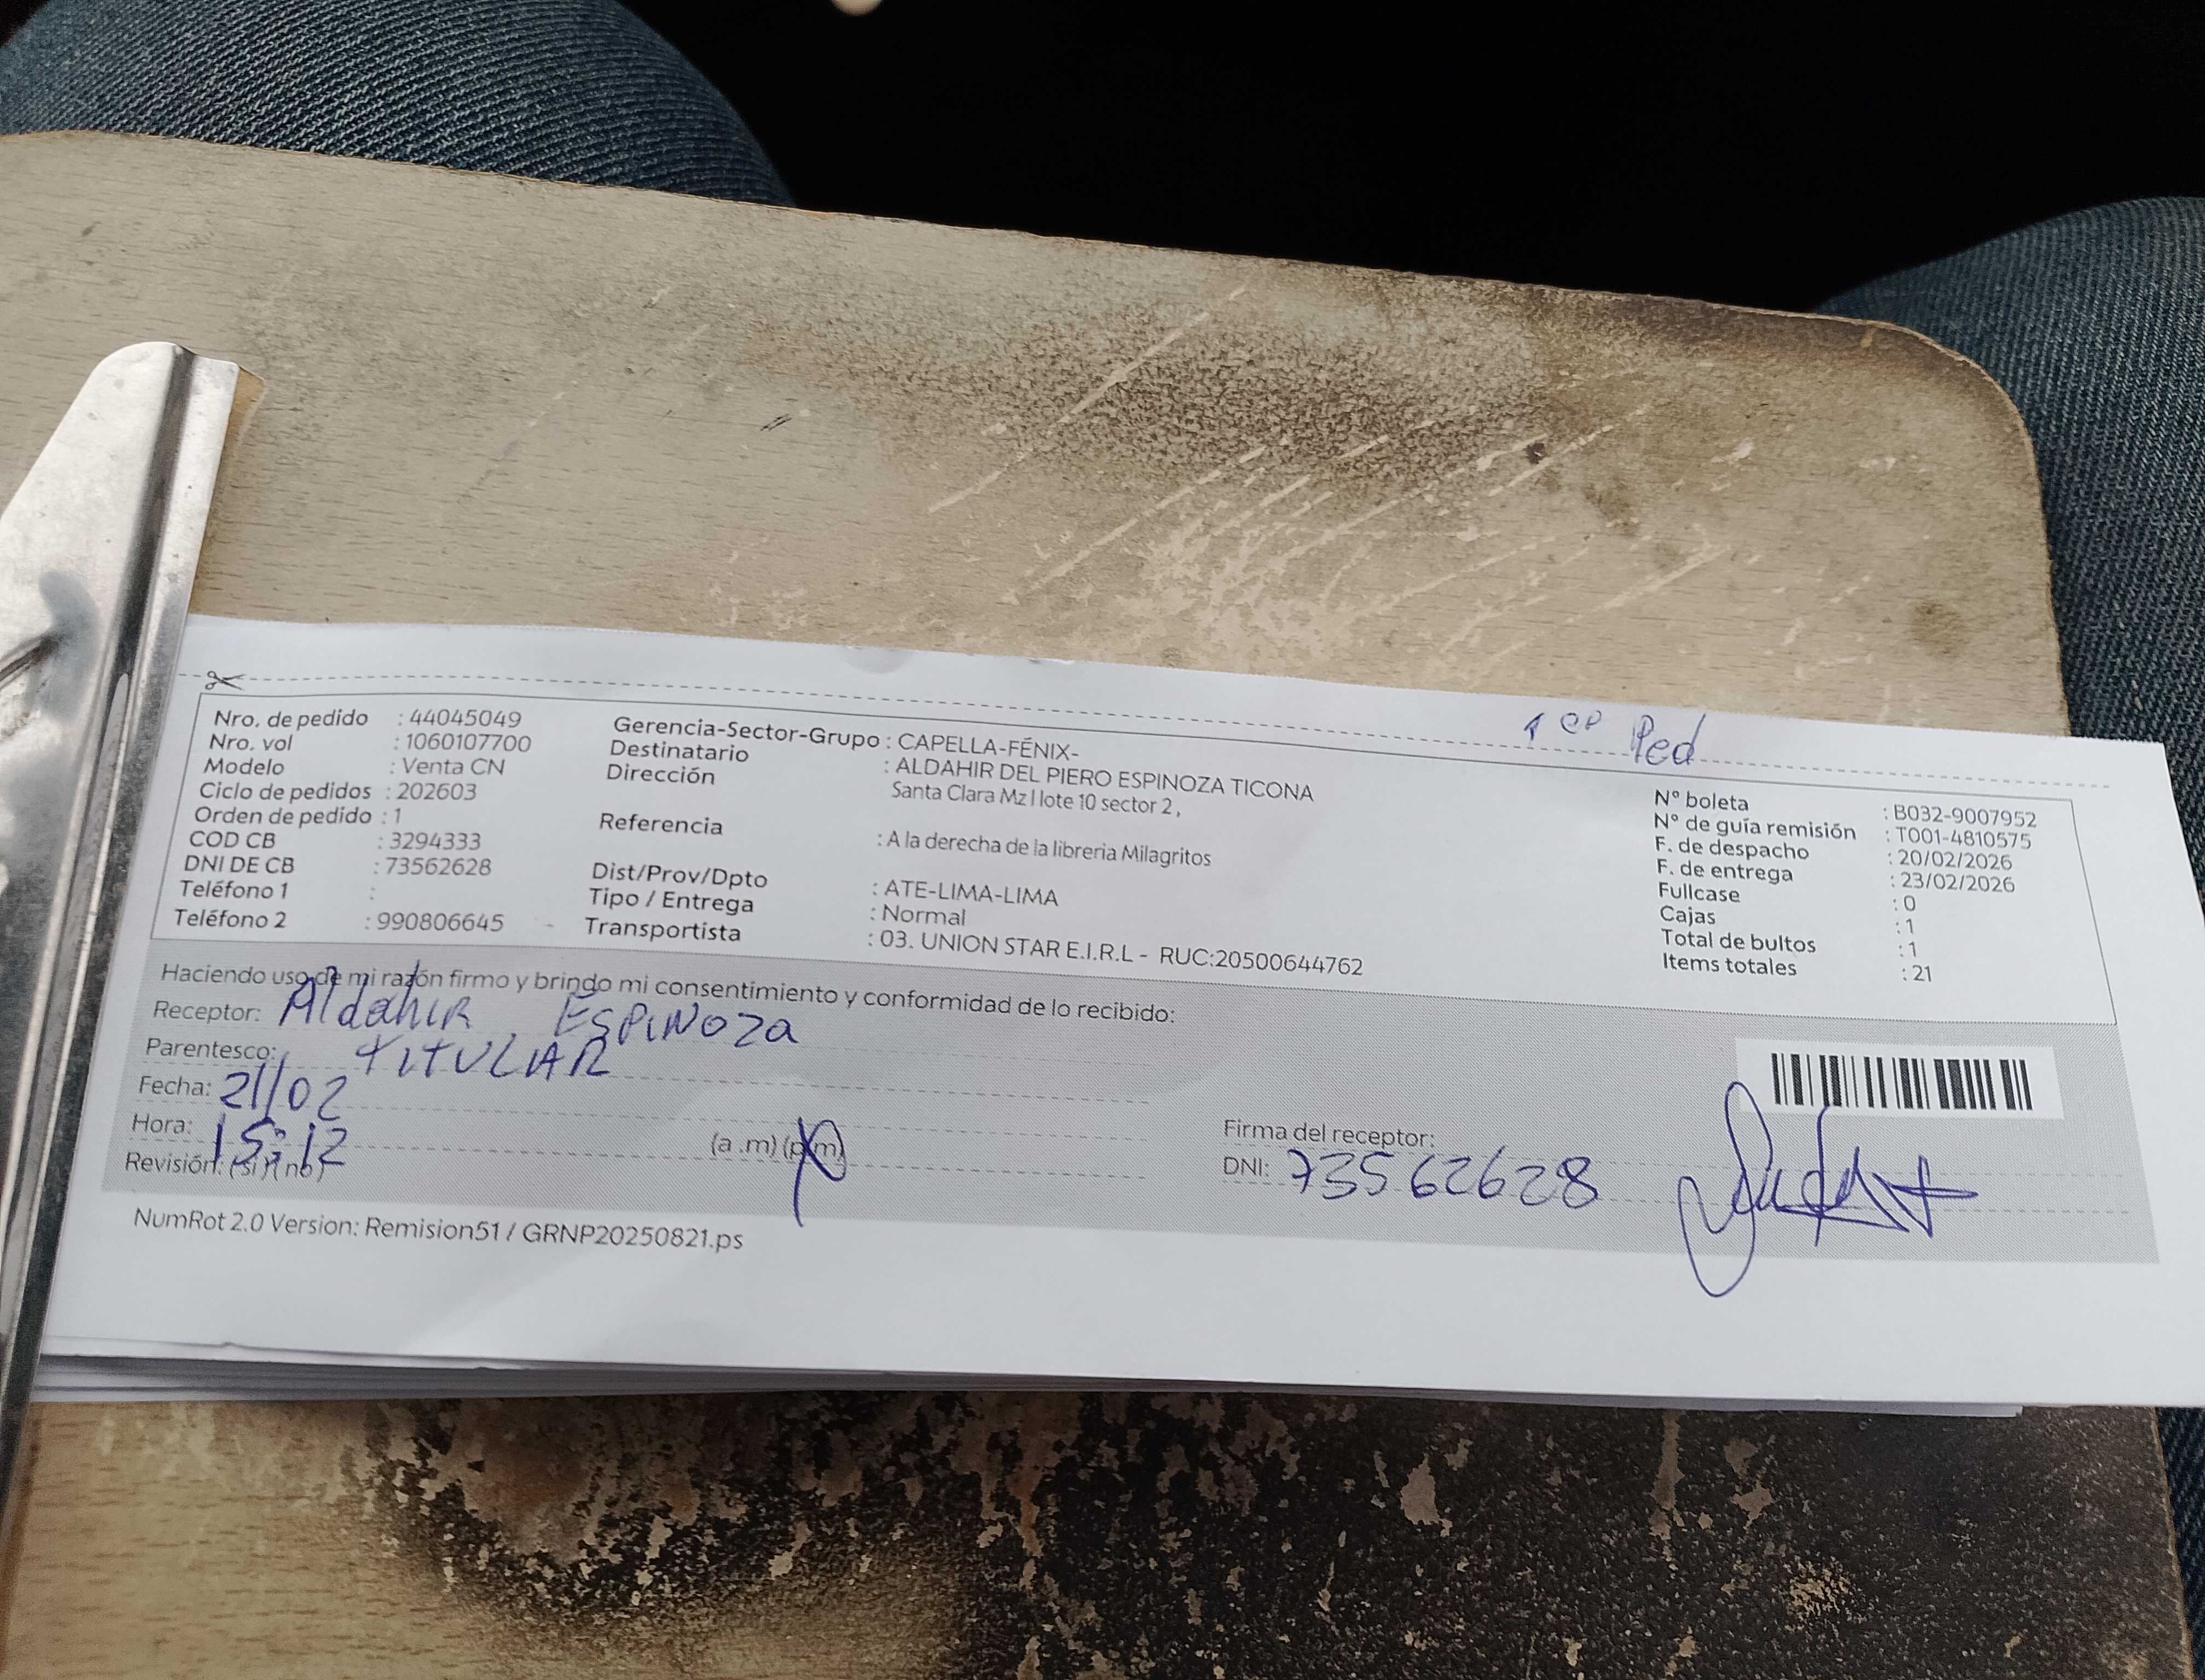 1er Ped
Nro. de pedido : 44045049
Nro. vol : 1060107700
Modelo : Venta CN
Ciclo de pedidos : 202603
Orden de pedido : 1
COD CB : 3294333
DNI DE CB : 73562628
Teléfono 1 :
Teléfono 2 : 990806645 -
Gerencia-Sector-Grupo : CAPELLA-FÉNIX-
Destinatario : ALDAHIR DEL PIERO ESPINOZA TICONA
Dirección Santa Clara Mz I lote 10 sector 2 ,
Referencia : A la derecha de la libreria Milagritos
Dist/Prov/Dpto : ATE-LIMA-LIMA
Tipo / Entrega : Normal
Transportista : 03. UNION STAR E.I.R.L - RUC:20500644762
N° boleta : B032-9007952
N° de guía remisión : T001-4810575
F. de despacho : 20/02/2026
F. de entrega : 23/02/2026
Fullcase : 0
Cajas : 1
Total de bultos : 1
Items totales : 21
Haciendo uso de mi razón firmo y brindo mi consentimiento y conformidad de lo recibido:
Receptor: Aldahir ESPINOZA
Parentesco: TITULAR
Fecha: 21/02
Hora: 15:12 (a .m) (p.m)
Revisión: (si) (no)
Firma del receptor:
DNI: 73562628
NumRot 2.0 Version: Remision51 / GRNP20250821.ps